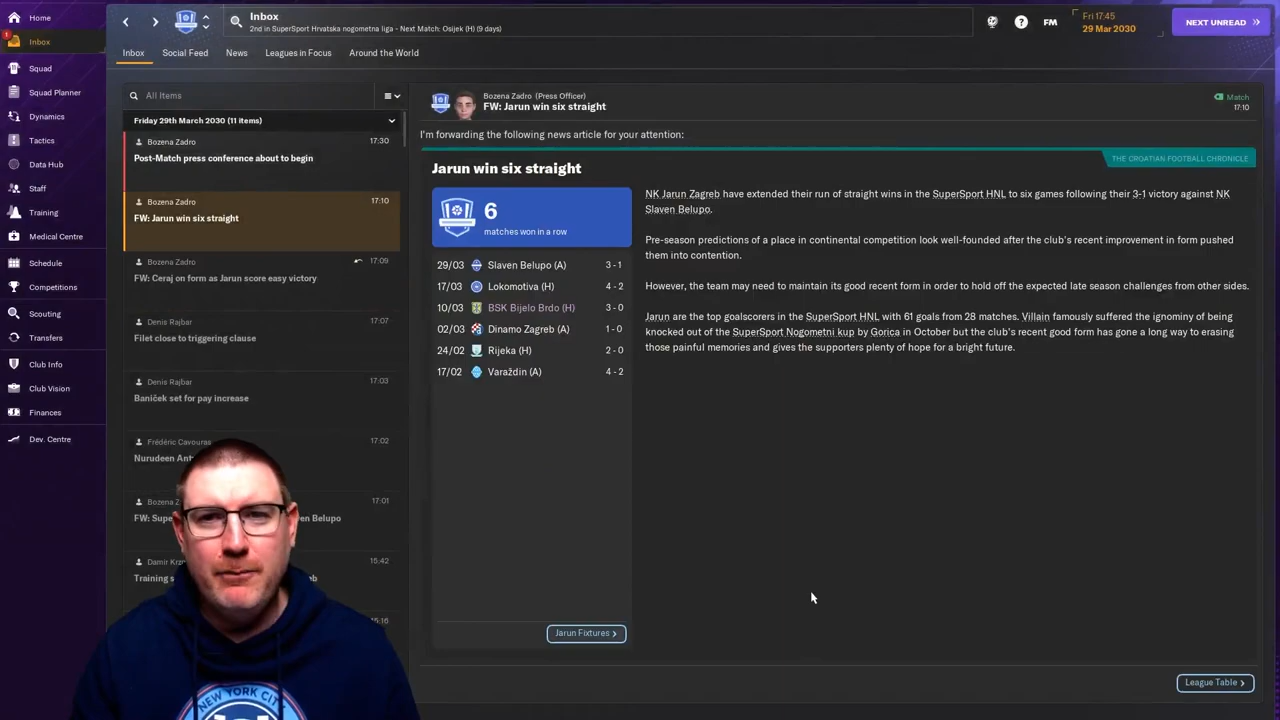 Home
Inbox
1
Squad
Squad Planner
Dynamics
Tactics
Data Hub
Staff
Training
Medical Centre
Schedule
Competitions
Scouting
Transfers
Club Info
Club Vision
Finances
Dev. Centre
Inbox
2nd in SuperSport Hrvatska nogometna liga - Next Match: Osijek (H) (9 days)
FM
Fri 17:45
29 Mar 2030
NEXT UNREAD
Inbox Social Feed News Leagues in Focus Around the World
All Items
Friday 29th March 2030 (11 items)
Bozena Zadro 17:30
Post-Match press conference about to begin
Bozena Zadro 17:10
FW: Jarun win six straight
Bozena Zadro 17:09
FW: Ceraj on form as Jarun score easy victory
Denis Rajbar 17:07
Filet close to triggering clause
Denis Rajbar 17:03
Baniček set for pay increase
Frédéric Cavouras 17:02
Nurudeen
Bozena Z 17:01
FW: Supe en Belupo
Damir Krz 15:42
Training s
15:16
Bozena Zadro (Press Officer)
FW: Jarun win six straight
Match
17:10
I'm forwarding the following news article for your attention:
THE CROATIAN FOOTBALL CHRONICLE
Jarun win six straight
6
matches won in a row
29/03 Slaven Belupo (A) 3 - 1
17/03 Lokomotiva (H) 4 - 2
10/03 BSK Bijelo Brdo (H) 3 - 0
02/03 Dinamo Zagreb (A) 1 - 0
24/02 Rijeka (H) 2 - 0
17/02 Varaždin (A) 4 - 2
Jarun Fixtures
NK Jarun Zagreb have extended their run of straight wins in the SuperSport HNL to six games following their 3-1 victory against NK
Slaven Belupo.
Pre-season predictions of a place in continental competition look well-founded after the club's recent improvement in form pushed
them into contention.
However, the team may need to maintain its good recent form in order to hold off the expected late season challenges from other sides.
Jarun are the top goalscorers in the SuperSport HNL with 61 goals from 28 matches. Villain famously suffered the ignominy of being
knocked out of the SuperSport Nogometni kup by Gorica in October but the club's recent good form has gone a long way to erasing
those painful memories and gives the supporters plenty of hope for a bright future.
League Table
NEW YORK CITY